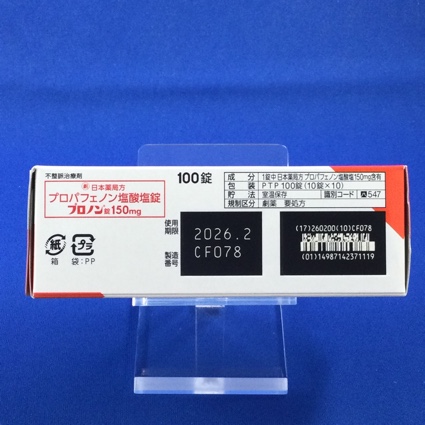 不整脈治療剤
劇 日本薬局方
プロパフェノン塩酸塩錠
プロノン錠150mg
100錠
成分 1錠中 日本薬局方 プロパフェノン塩酸塩150mg含有
包装 PTP100錠(10錠×10)
貯法 室温保存 識別コード 547
規制区分 劇薬 要処方
使用期限 2026.2
製造番号 CF078
(17)260200(10)CF078
(01)14987142371119
紙 箱
プラ 袋:PP